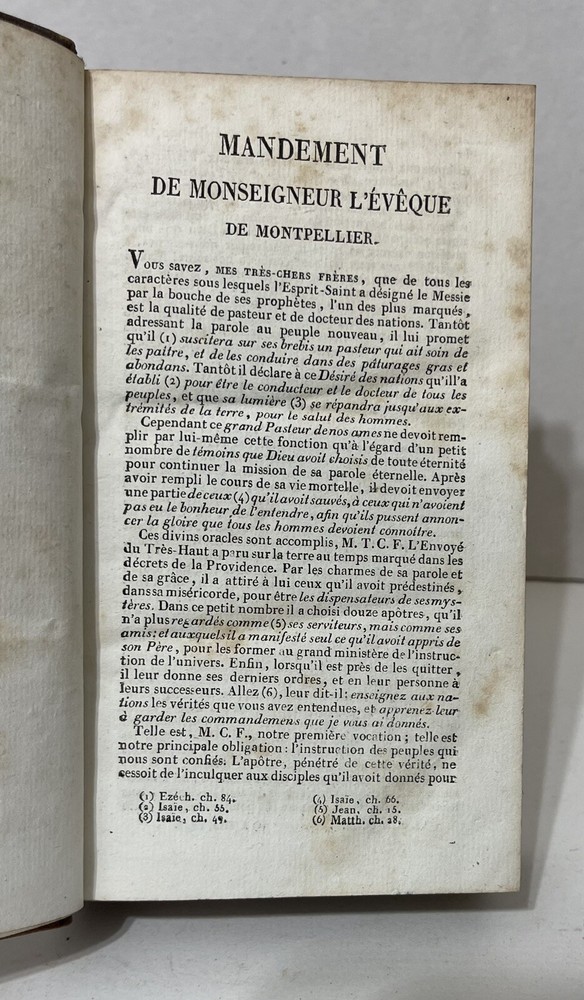 MANDEMENT
DE MONSEIGNEUR L'ÉVÊQUE
DE MONTPELLIER.
Vous savez, MES TRÈS-CHERS FRÈRES, que de tous les
caractères sous lesquels l'Esprit-Saint a désigné le Messie
par la bouche de ses prophètes, l'un des plus marqués,
est la qualité de pasteur et de docteur des nations. Tantôt
adressant la parole au peuple nouveau, il lui promet
qu'il (1) suscitera sur ses brebis un pasteur qui ait soin de
les paître, et de les conduire dans des pâturages gras et
abondans. Tantôt il déclare à ce Désiré des nations qu'il l'a
établi (2) pour être le conducteur et le docteur de tous les
peuples, et que sa lumière (3) se répandra jusqu'aux ex-
trémités de la terre, pour le salut des hommes.
Cependant ce grand Pasteur de nos ames ne devoit rem-
plir par lui-même cette fonction qu'à l'égard d'un petit
nombre de témoins que Dieu avoit choisis de toute éternité
pour continuer la mission de sa parole éternelle. Après
avoir rempli le cours de sa vie mortelle, il devoit envoyer
une partie de ceux (4) qu'il avoit sauvés, à ceux qui n'avoient
pas eu le bonheur de l'entendre, afin qu'ils pussent annon-
cer la gloire que tous les hommes devoient connoître.
Ces divins oracles sont accomplis, M. T. C. F. L'Envoyé
du Très-Haut a paru sur la terre au temps marqué dans les
décrets de la Providence. Par les charmes de sa parole et
de sa grâce, il a attiré à lui ceux qu'il avoit prédestinés,
dans sa miséricorde, pour être les dispensateurs de ses mys-
tères. Dans ce petit nombre il a choisi douze apôtres, qu'il
n'a plus regardés comme (5) ses serviteurs, mais comme ses
amis; et auxquels il a manifesté seul ce qu'il avoit appris de
son Père, pour les former au grand ministère de l'instruc-
tion de l'univers. Enfin, lorsqu'il est près de les quitter,
il leur donne ses derniers ordres, et en leur personne à
leurs successeurs. Allez (6), leur dit-il: enseignez aux na-
tions les vérités que vous avez entendues, et apprenez-leur
à garder les commandemens que je vous ai donnés.
Telle est, M. C. F., notre première vocation; telle est
notre principale obligation: l'instruction des peuples qui
nous sont confiés. L'apôtre, pénétré de cette vérité, ne
cessoit de l'inculquer aux disciples qu'il avoit donnés pour
(1) Ezéch. ch. 84.
(2) Isaïe, ch. 55.
(3) Isaïe, ch. 49.
(4) Isaïe, ch. 66.
(5) Jean, ch. 15.
(6) Matth. ch. 28.